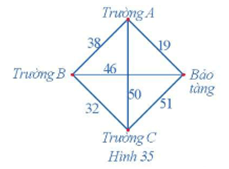 Trường A
38
19
Trường B
46
Bảo
tàng
50
32
51
Trường C
Hình 35